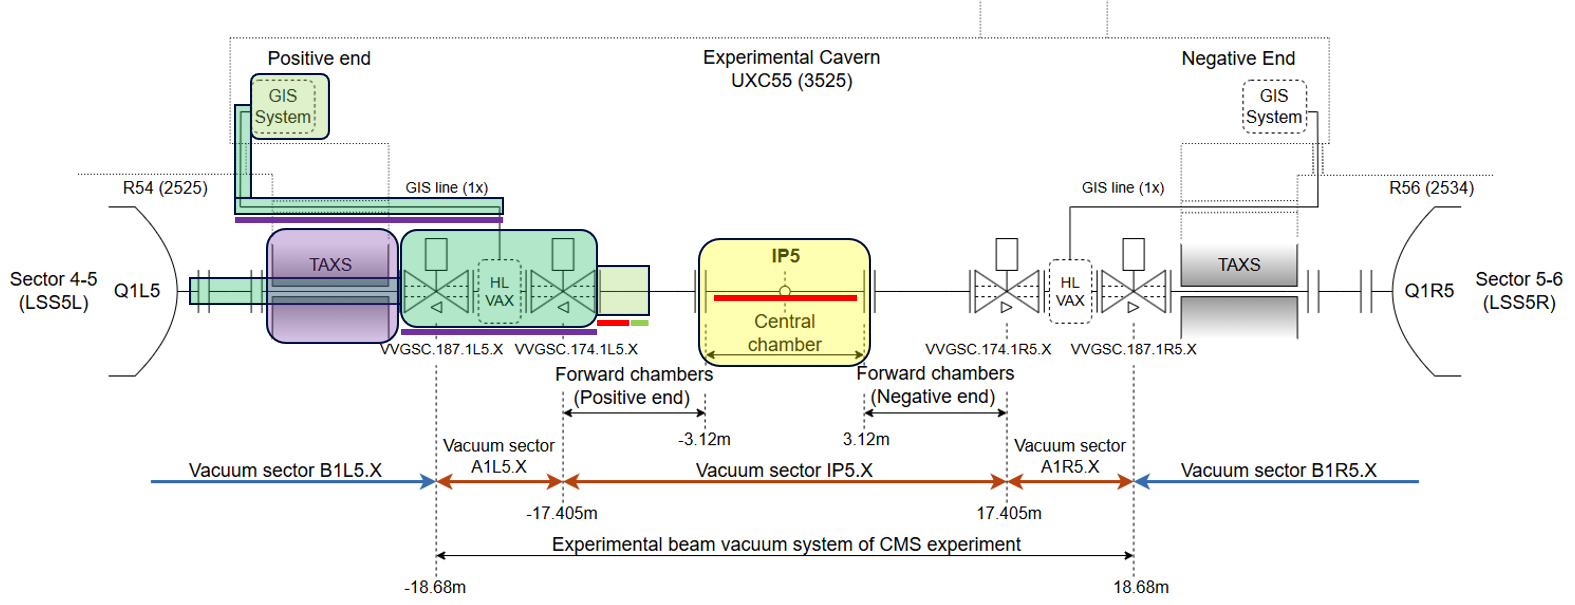 Positive end
Experimental Cavern
UXC55 (3525)
Negative End
GIS
System
GIS
System
R54 (2525)
GIS line (1x)
GIS line (1x)
R56 (2534)
Sector 4-5
(LSS5L)
Q1L5
TAXS
HL
VAX
IP5
Central
chamber
HL
VAX
TAXS
Q1R5
Sector 5-6
(LSS5R)
VVGSC.187.1L5.X
VVGSC.174.1L5.X
VVGSC.174.1R5.X
VVGSC.187.1R5.X
Forward chambers
(Positive end)
Forward chambers
(Negative end)
-3.12m
3.12m
Vacuum sector B1L5.X
Vacuum sector
A1L5.X
Vacuum sector IP5.X
Vacuum sector
A1R5.X
Vacuum sector B1R5.X
-17.405m
17.405m
Experimental beam vacuum system of CMS experiment
-18.68m
18.68m